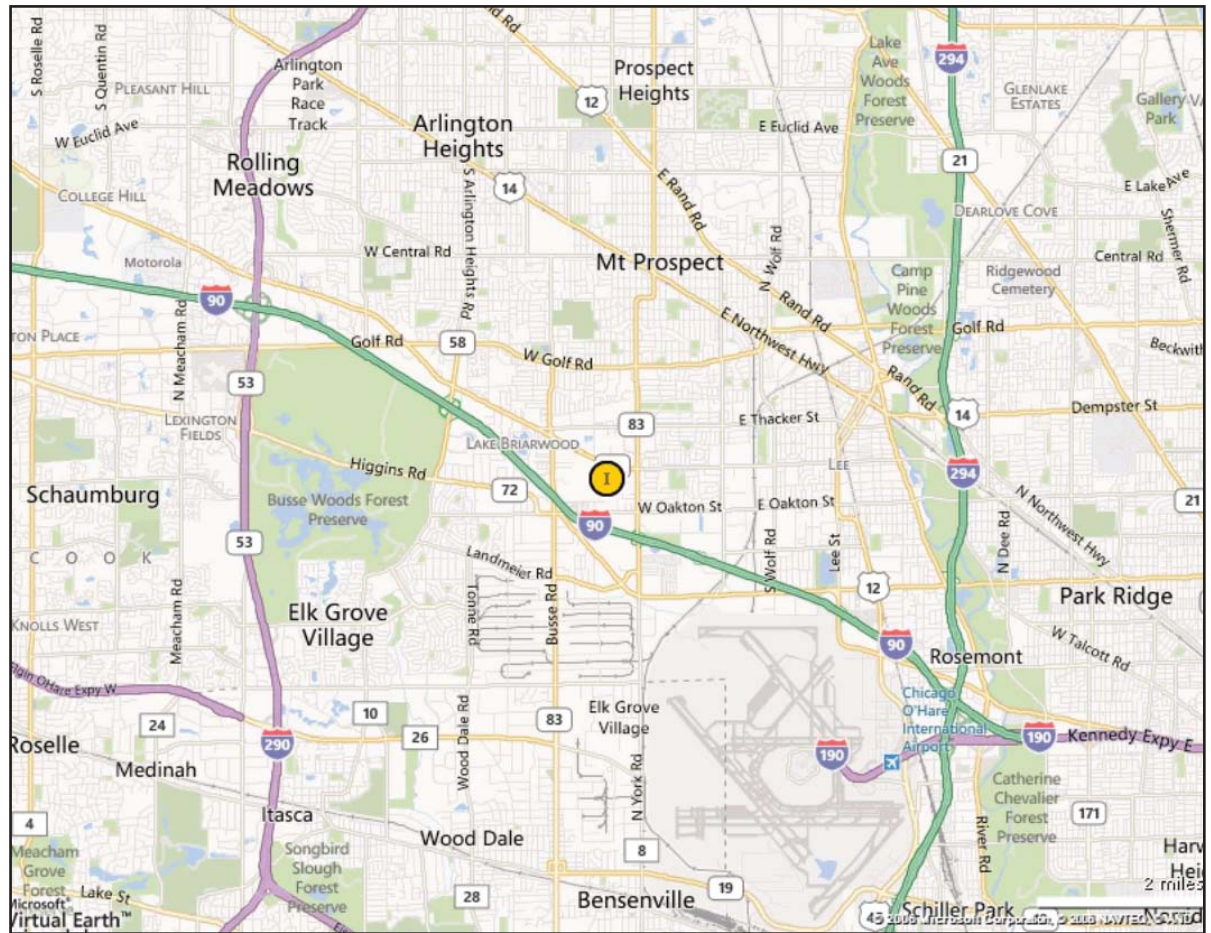 S Roselle Rd
S Quentin Rd
PLEASANT HILL
W Euclid Ave
Arlington
Park
Race
Track
Rolling
Meadows
COLLEGE HILL
Motorola
Arlington
Heights
Prospect
Heights
12
Rand Rd
E Euclid Ave
Lake
Ave
Woods
Forest
Preserve
294
GLENLAKE
ESTATES
Gallery
Park
21
E Lake Ave
DEARLOVE COVE
Shermer Rd
14
S Arlington Heights Rd
E Rand Rd
W Central Rd
Mt Prospect
N Wolf Rd
Camp
Pine
Woods
Forest
Preserve
Ridgewood
Cemetery
Central Rd
90
N Meacham Rd
TON PLACE
Golf Rd
58
W Golf Rd
E Northwest Hwy
Rand Rd
Golf Rd
Beckwith
53
LEXINGTON
FIELDS
Higgins Rd
LAKE BRIARWOOD
83
E Thacker St
Rand Rd
14
Dempster St
LEE
Schaumburg
Busse Woods Forest
Preserve
72
I
90
W Oakton St
E Oakton St
294
N Northwest Hwy
21
COOK
53
Landmeier Rd
Tonne Rd
Busse Rd
S Wolf Rd
Lee St
N Dee Rd
12
Park Ridge
KNOLLS WEST
Meacham Rd
Elk Grove
Village
90
Rosemont
W Talcott Rd
Elgin OHare Expy W
24
10
26
Wood Dale Rd
83
Elk Grove
Village
Chicago
O'Hare
International
Airport
Roselle
290
190
190
Kennedy Expy E
Medinah
N York Rd
Catherine
Chevalier
Forest
Preserve
171
Itasca
4
Wood Dale
8
River Rd
Meacham
Grove
Forest
Songbird
Slough
Forest
Preserve
Lake St
28
Bensenville
19
2 miles
Microsoft®
Virtual Earth™
45
Schiller Park